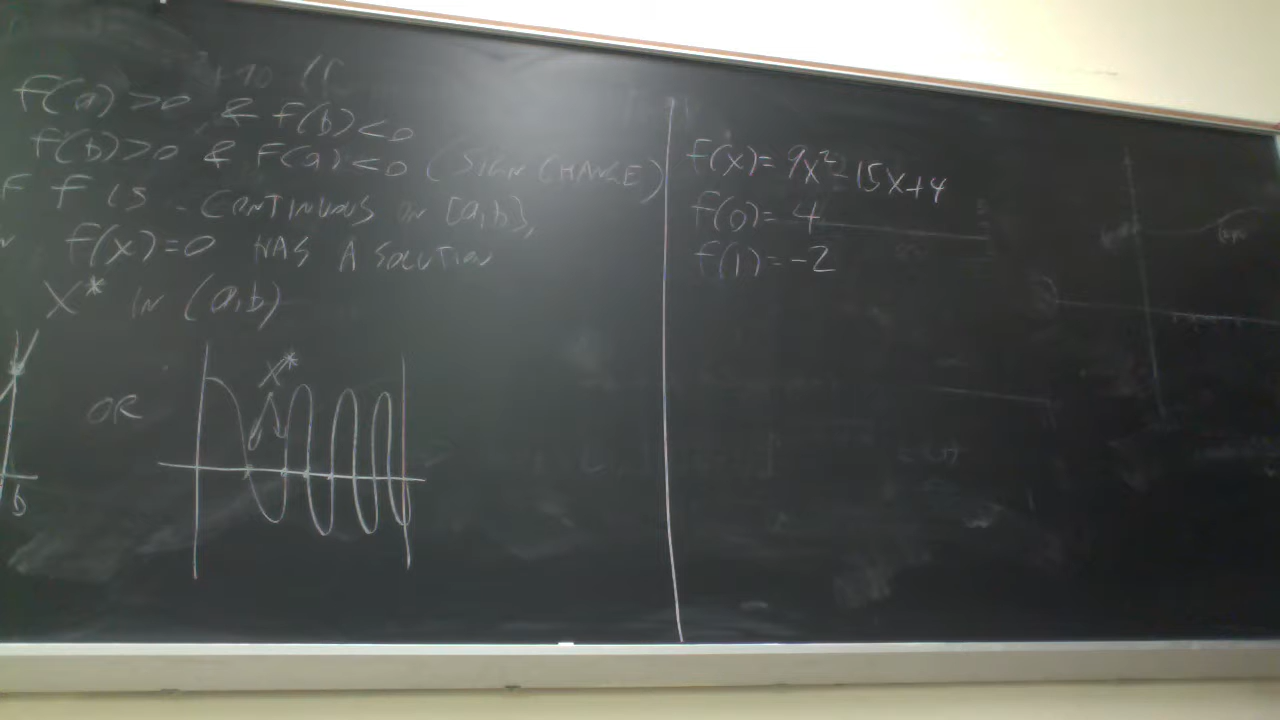 f(a)>0 & f(b)<0
f(b)>0 & f(a)<0 (SIGN CHANGE)
F f IS CONTINUOUS ON [a,b],
N f(x)=0 HAS A SOLUTION
X* IN (a,b)
OR
X*
b
f(x)=9x²-15x+4
f(0)=4
f(1)=-2